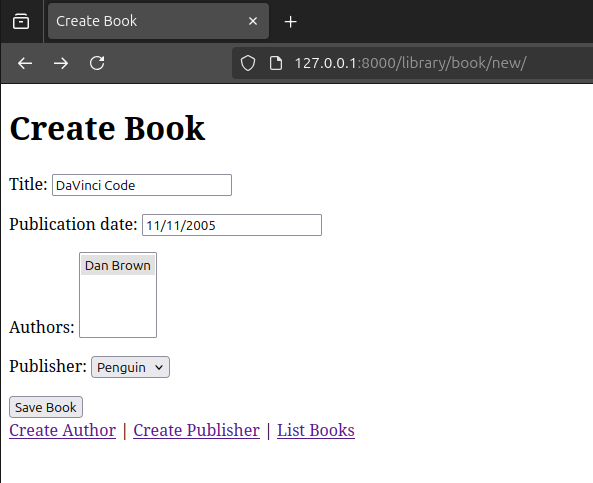 Create Book
127.0.0.1:8000/library/book/new/
Create Book
Title: DaVinci Code
Publication date: 11/11/2005
Dan Brown
Authors:
Publisher: Penguin
Save Book
Create Author | Create Publisher | List Books